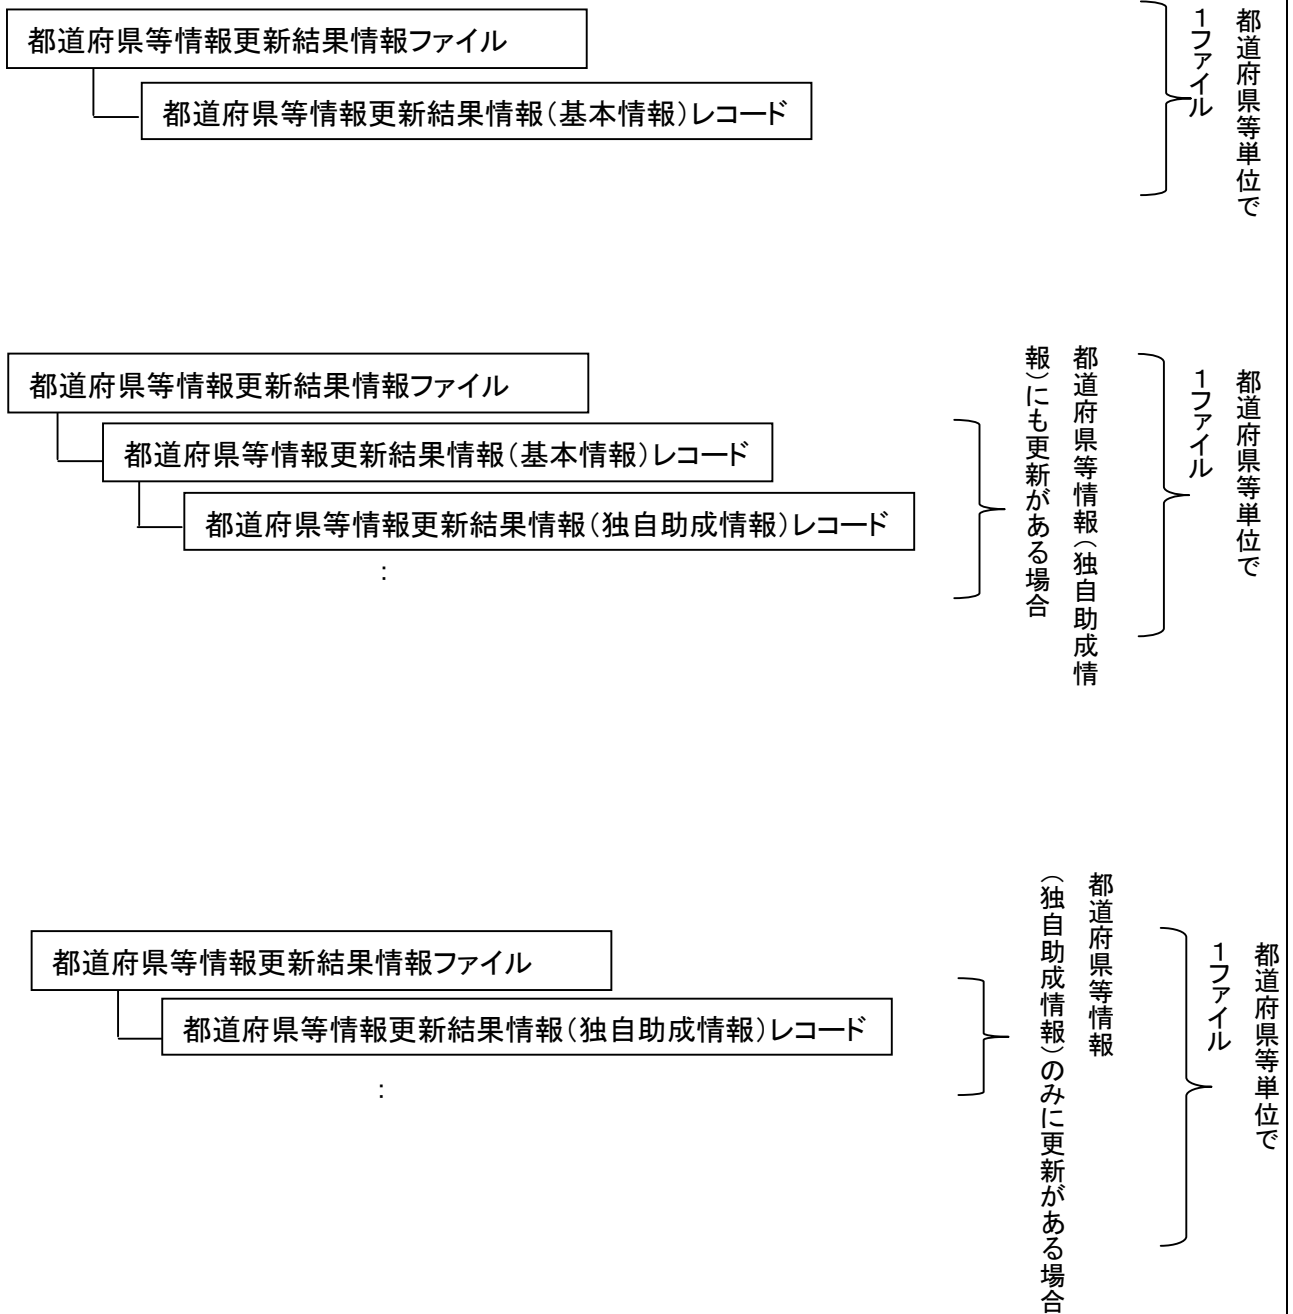 都道府県等情報更新結果情報ファイル
都道府県等情報更新結果情報(基本情報)レコード
都道府県等単位で
1ファイル
都道府県等情報更新結果情報ファイル
都道府県等情報更新結果情報(基本情報)レコード
都道府県等情報更新結果情報(独自助成情報)レコード
:
都道府県等情報(独自助成情
報)にも更新がある場合
都道府県等単位で
1ファイル
都道府県等情報更新結果情報ファイル
都道府県等情報更新結果情報(独自助成情報)レコード
:
都道府県等情報
(独自助成情報)のみに更新がある場合
都道府県等単位で
1ファイル